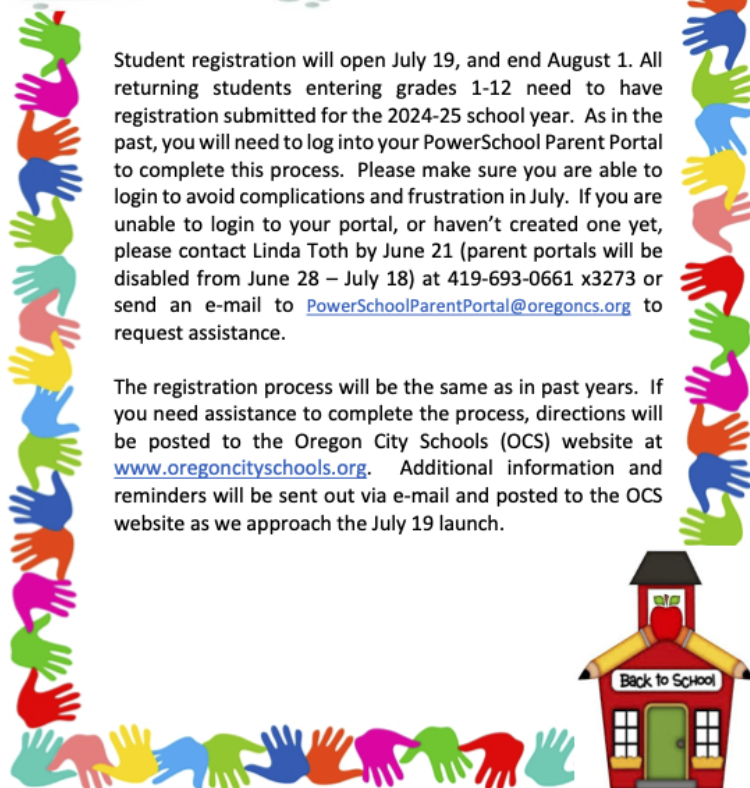 Student registration will open July 19, and end August 1. All
returning students entering grades 1-12 need to have
registration submitted for the 2024-25 school year. As in the
past, you will need to log into your PowerSchool Parent Portal
to complete this process. Please make sure you are able to
login to avoid complications and frustration in July. If you are
unable to login to your portal, or haven't created one yet,
please contact Linda Toth by June 21 (parent portals will be
disabled from June 28 – July 18) at 419-693-0661 x3273 or
send an e-mail to PowerSchoolParentPortal@oregoncs.org to
request assistance.
The registration process will be the same as in past years. If
you need assistance to complete the process, directions will
be posted to the Oregon City Schools (OCS) website at
www.oregoncityschools.org. Additional information and
reminders will be sent out via e-mail and posted to the OCS
website as we approach the July 19 launch.
Back to School